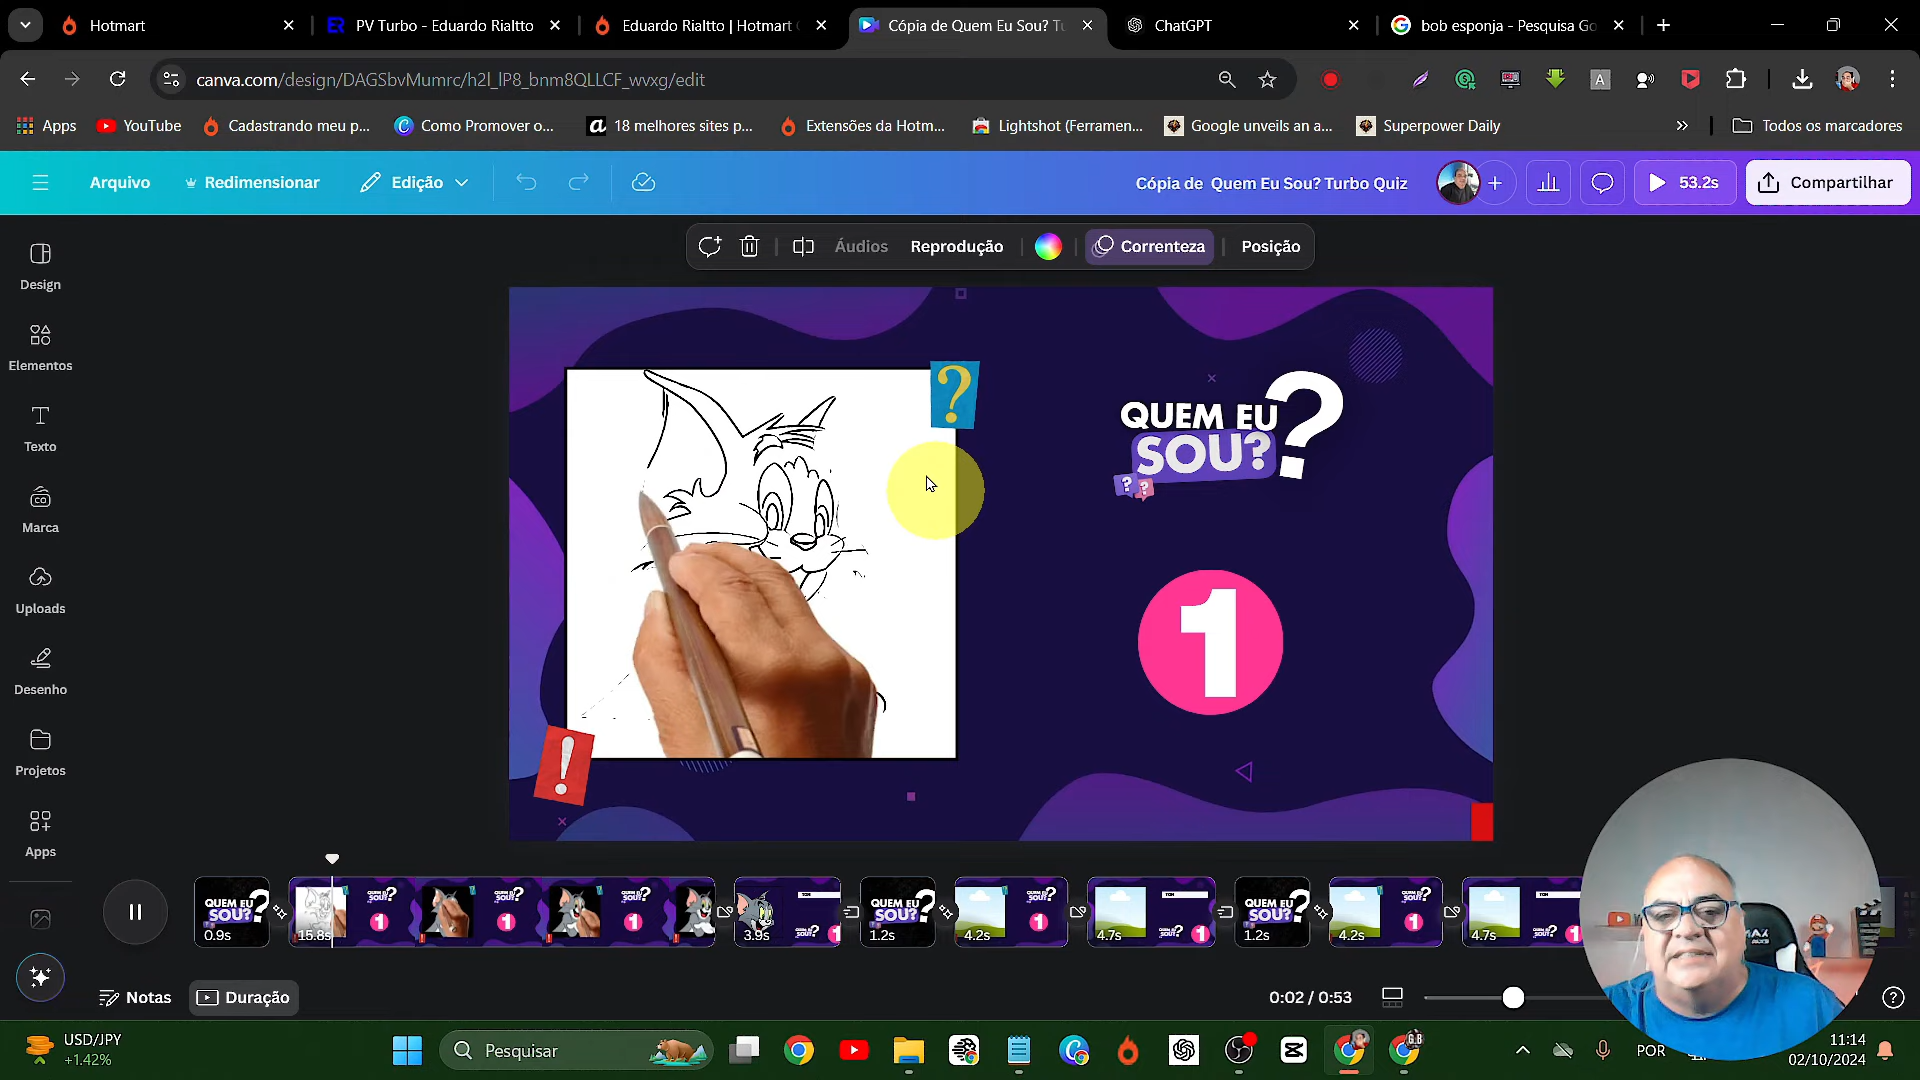 Hotmart
PV Turbo - Eduardo Rialtto
Eduardo Rialtto | Hotmart
Cópia de Quem Eu Sou? Tu
ChatGPT
bob esponja - Pesquisa Go
canva.com/design/DAGSbvMumrc/h2l_lP8_bnm8QLLCF_wvxg/edit
Apps
YouTube
Cadastrando meu p...
Como Promover o...
18 melhores sites p...
Extensões da Hotm...
Lightshot (Ferramen...
Google unveils an a...
Superpower Daily
Todos os marcadores
Arquivo
Redimensionar
Edição
Cópia de Quem Eu Sou? Turbo Quiz
53.2s
Compartilhar
Áudios
Reprodução
Correnteza
Posição
Design
Elementos
Texto
Marca
Uploads
Desenho
Projetos
Apps
?
QUEM EU
SOU?
?
1
!
QUEM EU SOU?
0.9s
15.8s
3.9s
1.2s
4.2s
4.7s
1.2s
4.2s
4.7s
Notas
Duração
0:02 / 0:53
USD/JPY
+1.42%
Pesquisar
POR
11:14
02/10/2024